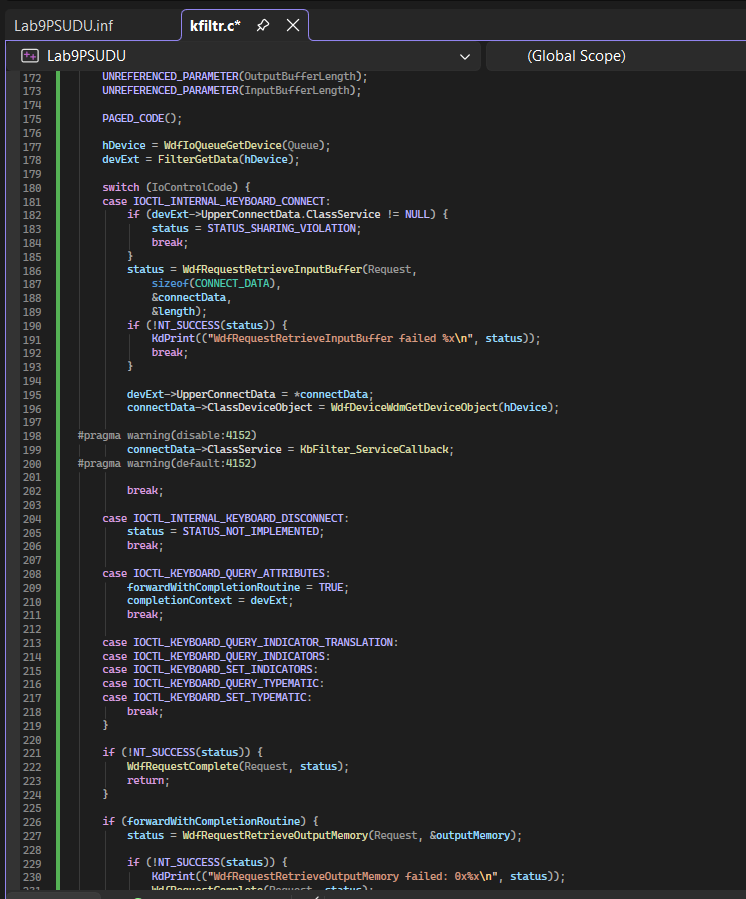 Lab9PSUDU.inf
kfiltr.c*
Lab9PSUDU
(Global Scope)
172 UNREFERENCED_PARAMETER(OutputBufferLength);
173 UNREFERENCED_PARAMETER(InputBufferLength);
174
175 PAGED_CODE();
176
177 hDevice = WdfIoQueueGetDevice(Queue);
178 devExt = FilterGetData(hDevice);
179
180 switch (IoControlCode) {
181 case IOCTL_INTERNAL_KEYBOARD_CONNECT:
182 if (devExt->UpperConnectData.ClassService != NULL) {
183 status = STATUS_SHARING_VIOLATION;
184 break;
185 }
186 status = WdfRequestRetrieveInputBuffer(Request,
187 sizeof(CONNECT_DATA),
188 &connectData,
189 &length);
190 if (!NT_SUCCESS(status)) {
191 KdPrint(("WdfRequestRetrieveInputBuffer failed %x\n", status));
192 break;
193 }
194
195 devExt->UpperConnectData = *connectData;
196 connectData->ClassDeviceObject = WdfDeviceWdmGetDeviceObject(hDevice);
197
198 #pragma warning(disable:4152)
199 connectData->ClassService = KbFilter_ServiceCallback;
200 #pragma warning(default:4152)
201
202 break;
203
204 case IOCTL_INTERNAL_KEYBOARD_DISCONNECT:
205 status = STATUS_NOT_IMPLEMENTED;
206 break;
207
208 case IOCTL_KEYBOARD_QUERY_ATTRIBUTES:
209 forwardWithCompletionRoutine = TRUE;
210 completionContext = devExt;
211 break;
212
213 case IOCTL_KEYBOARD_QUERY_INDICATOR_TRANSLATION:
214 case IOCTL_KEYBOARD_QUERY_INDICATORS:
215 case IOCTL_KEYBOARD_SET_INDICATORS:
216 case IOCTL_KEYBOARD_QUERY_TYPEMATIC:
217 case IOCTL_KEYBOARD_SET_TYPEMATIC:
218 break;
219 }
220
221 if (!NT_SUCCESS(status)) {
222 WdfRequestComplete(Request, status);
223 return;
224 }
225
226 if (forwardWithCompletionRoutine) {
227 status = WdfRequestRetrieveOutputMemory(Request, &outputMemory);
228
229 if (!NT_SUCCESS(status)) {
230 KdPrint(("WdfRequestRetrieveOutputMemory failed: 0x%x\n", status));
231 WdfRequestComplete(Request, status);